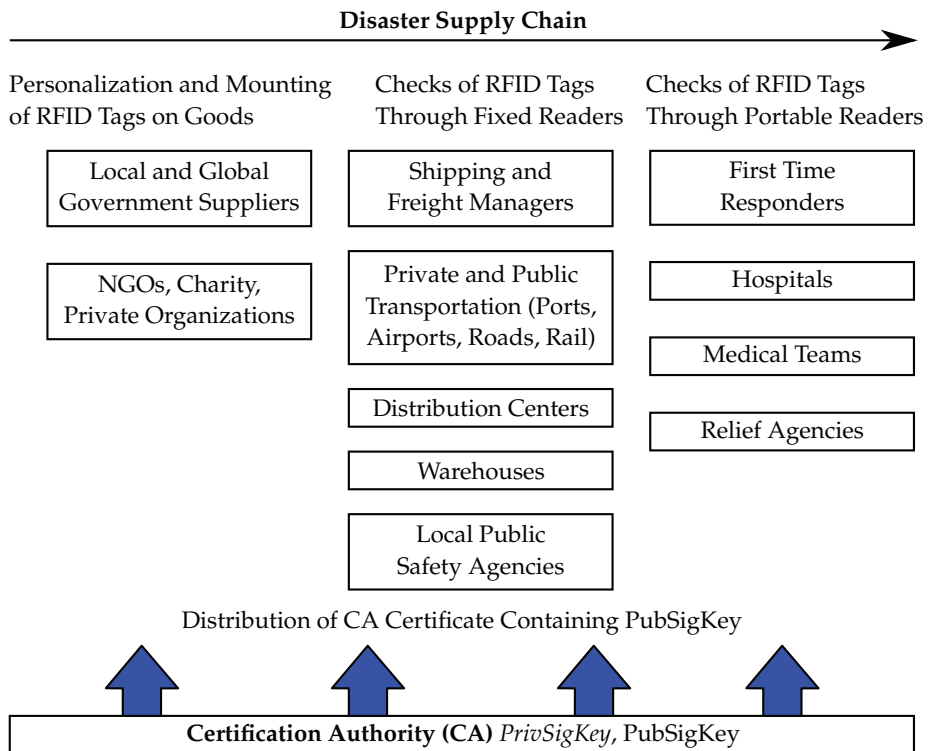 Disaster Supply Chain
Personalization and Mounting
of RFID Tags on Goods
Local and Global
Government Suppliers
NGOs, Charity,
Private Organizations
Checks of RFID Tags
Through Fixed Readers
Shipping and
Freight Managers
Private and Public
Transportation (Ports,
Airports, Roads, Rail)
Distribution Centers
Warehouses
Local Public
Safety Agencies
Checks of RFID Tags
Through Portable Readers
First Time
Responders
Hospitals
Medical Teams
Relief Agencies
Distribution of CA Certificate Containing PubSigKey
Certification Authority (CA) PrivSigKey, PubSigKey